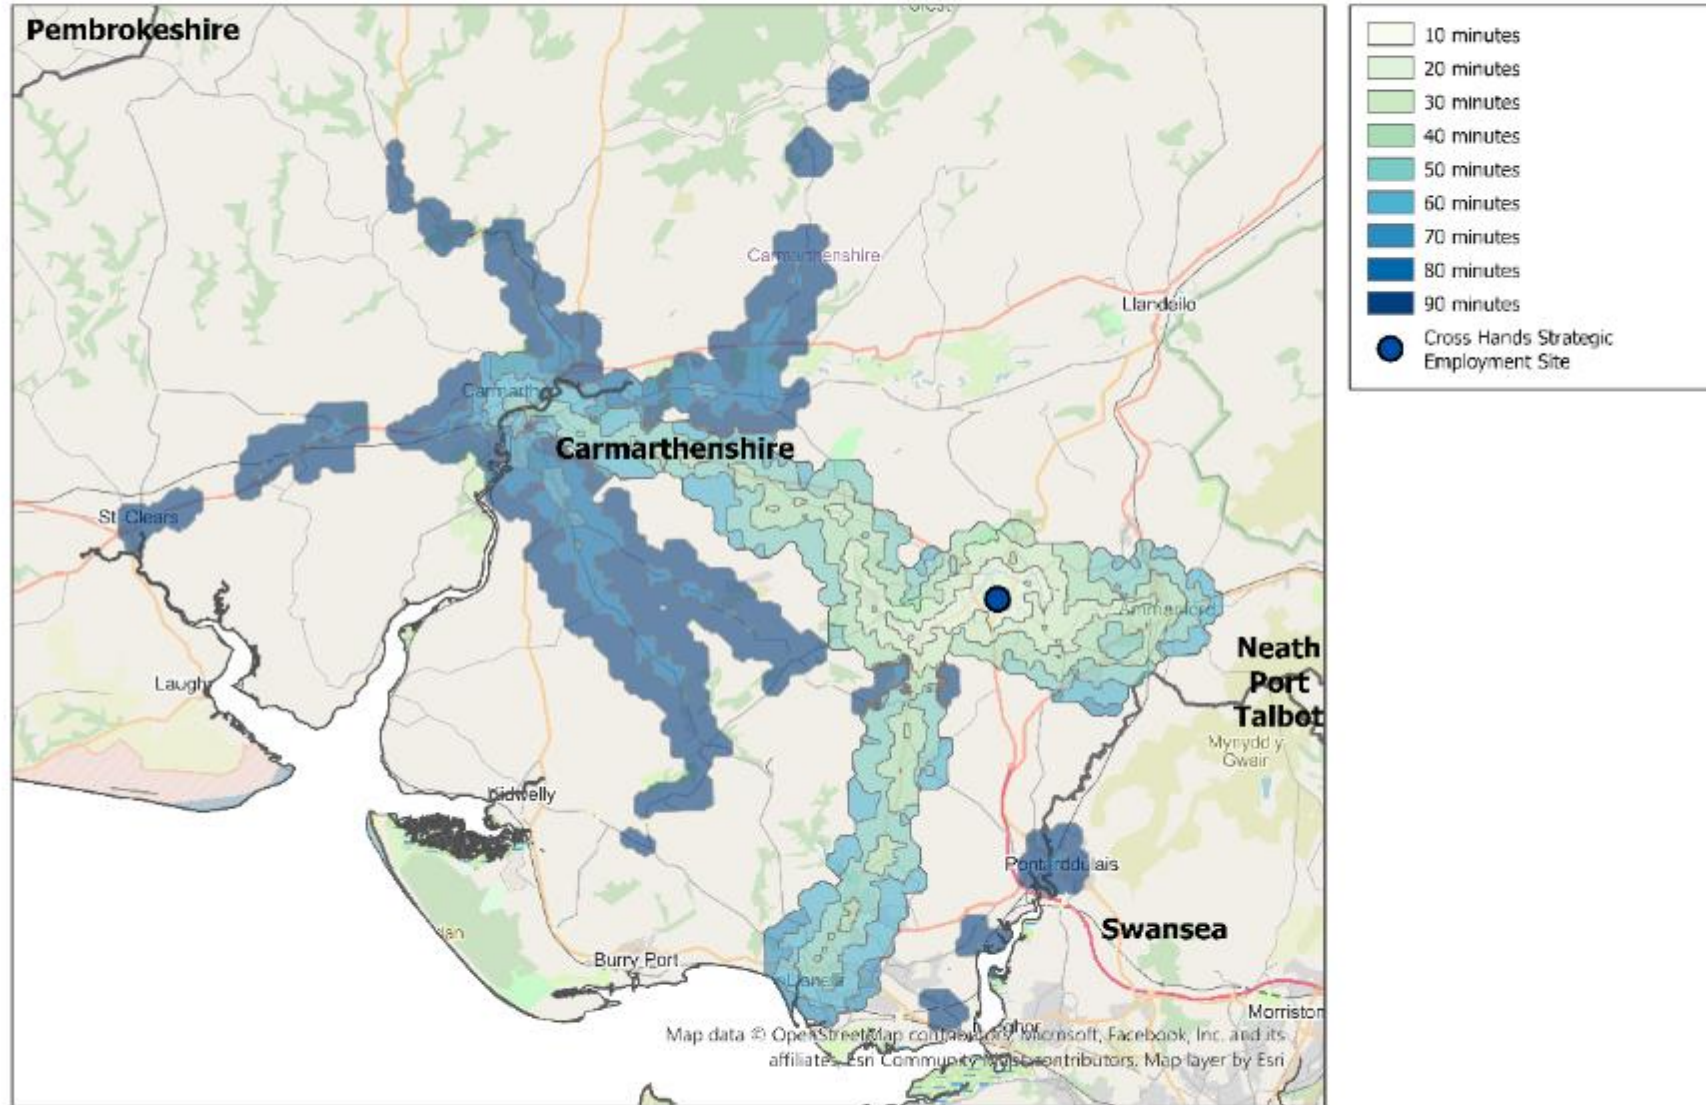 Pembrokeshire
Carmarthenshire
Llandeilo
St Clears
Carmarthenshire
Neath
Port
Talbot
Mynydd y
Gwair
Pontarddulais
Swansea
Burry Port
Morriston
Map data © OpenStreetMap contributors, Microsoft, Facebook, Inc. and its
affiliates, Esri Community Maps contributors, Map layer by Esri
10 minutes
20 minutes
30 minutes
40 minutes
50 minutes
60 minutes
70 minutes
80 minutes
90 minutes
Cross Hands Strategic
Employment Site